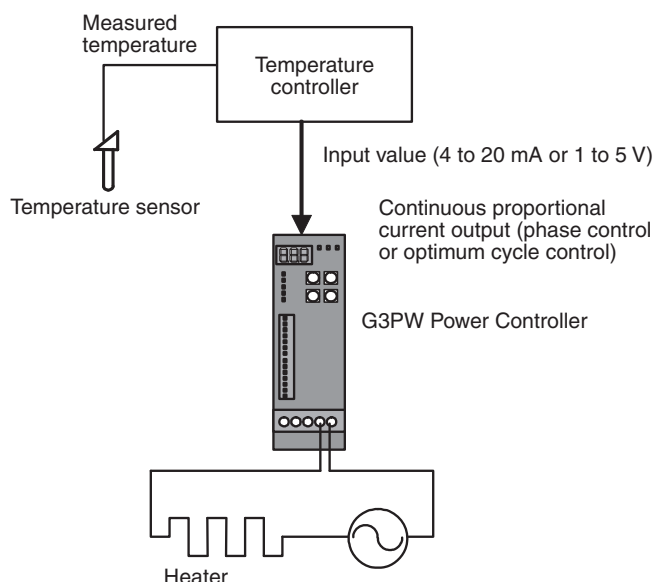 Measured
temperature
Temperature
controller
Input value (4 to 20 mA or 1 to 5 V)
Temperature sensor
Continuous proportional
current output (phase control
or optimum cycle control)
G3PW Power Controller
Heater